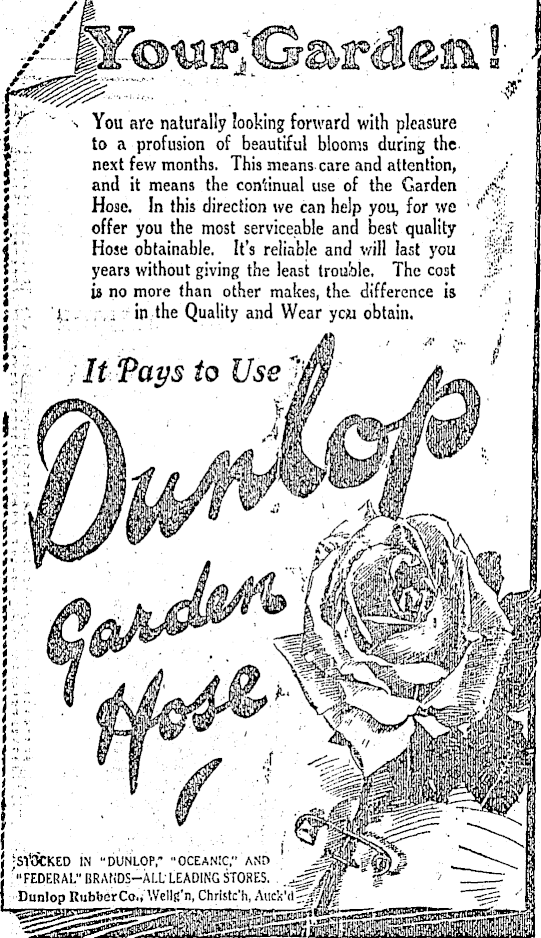 Your Garden!
You are naturally looking forward with pleasure
to a profusion of beautiful blooms during the
next few months. This means care and attention,
and it means the continual use of the Garden
Hose. In this direction we can help you, for we
offer you the most serviceable and best quality
Hose obtainable. It's reliable and will last you
years without giving the least trouble. The cost
is no more than other makes, the difference is
in the Quality and Wear you obtain.
It Pays to Use
Dunlop
Garden
Hose
STOCKED IN "DUNLOP," "OCEANIC," AND
"FEDERAL" BRANDS—ALL LEADING STORES.
Dunlop Rubber Co., Wellg'n, Christc'h, Auck'd